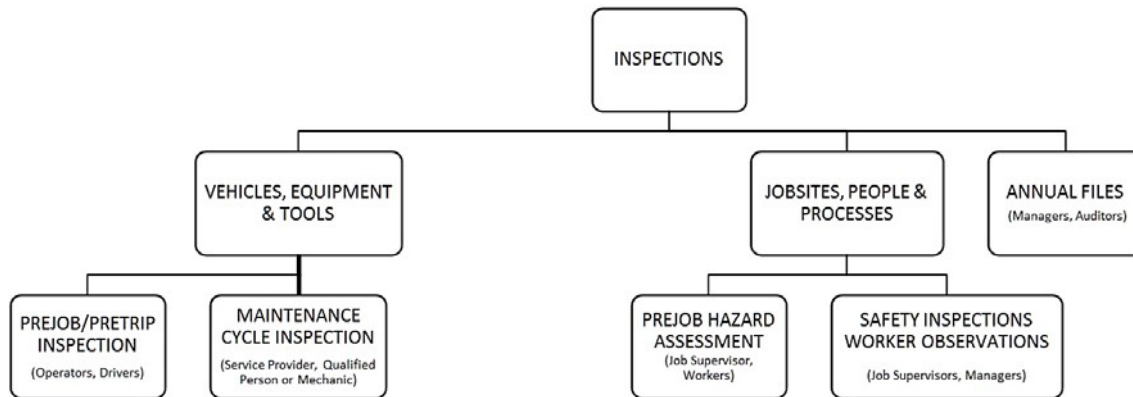 INSPECTIONS
VEHICLES, EQUIPMENT
& TOOLS
JOBSITES, PEOPLE &
PROCESSES
ANNUAL FILES
(Managers, Auditors)
PREJOB/PRETRIP
INSPECTION
(Operators, Drivers)
MAINTENANCE
CYCLE INSPECTION
(Service Provider, Qualified
Person or Mechanic)
PREJOB HAZARD
ASSESSMENT
(Job Supervisor,
Workers)
SAFETY INSPECTIONS
WORKER OBSERVATIONS
(Job Supervisors, Managers)